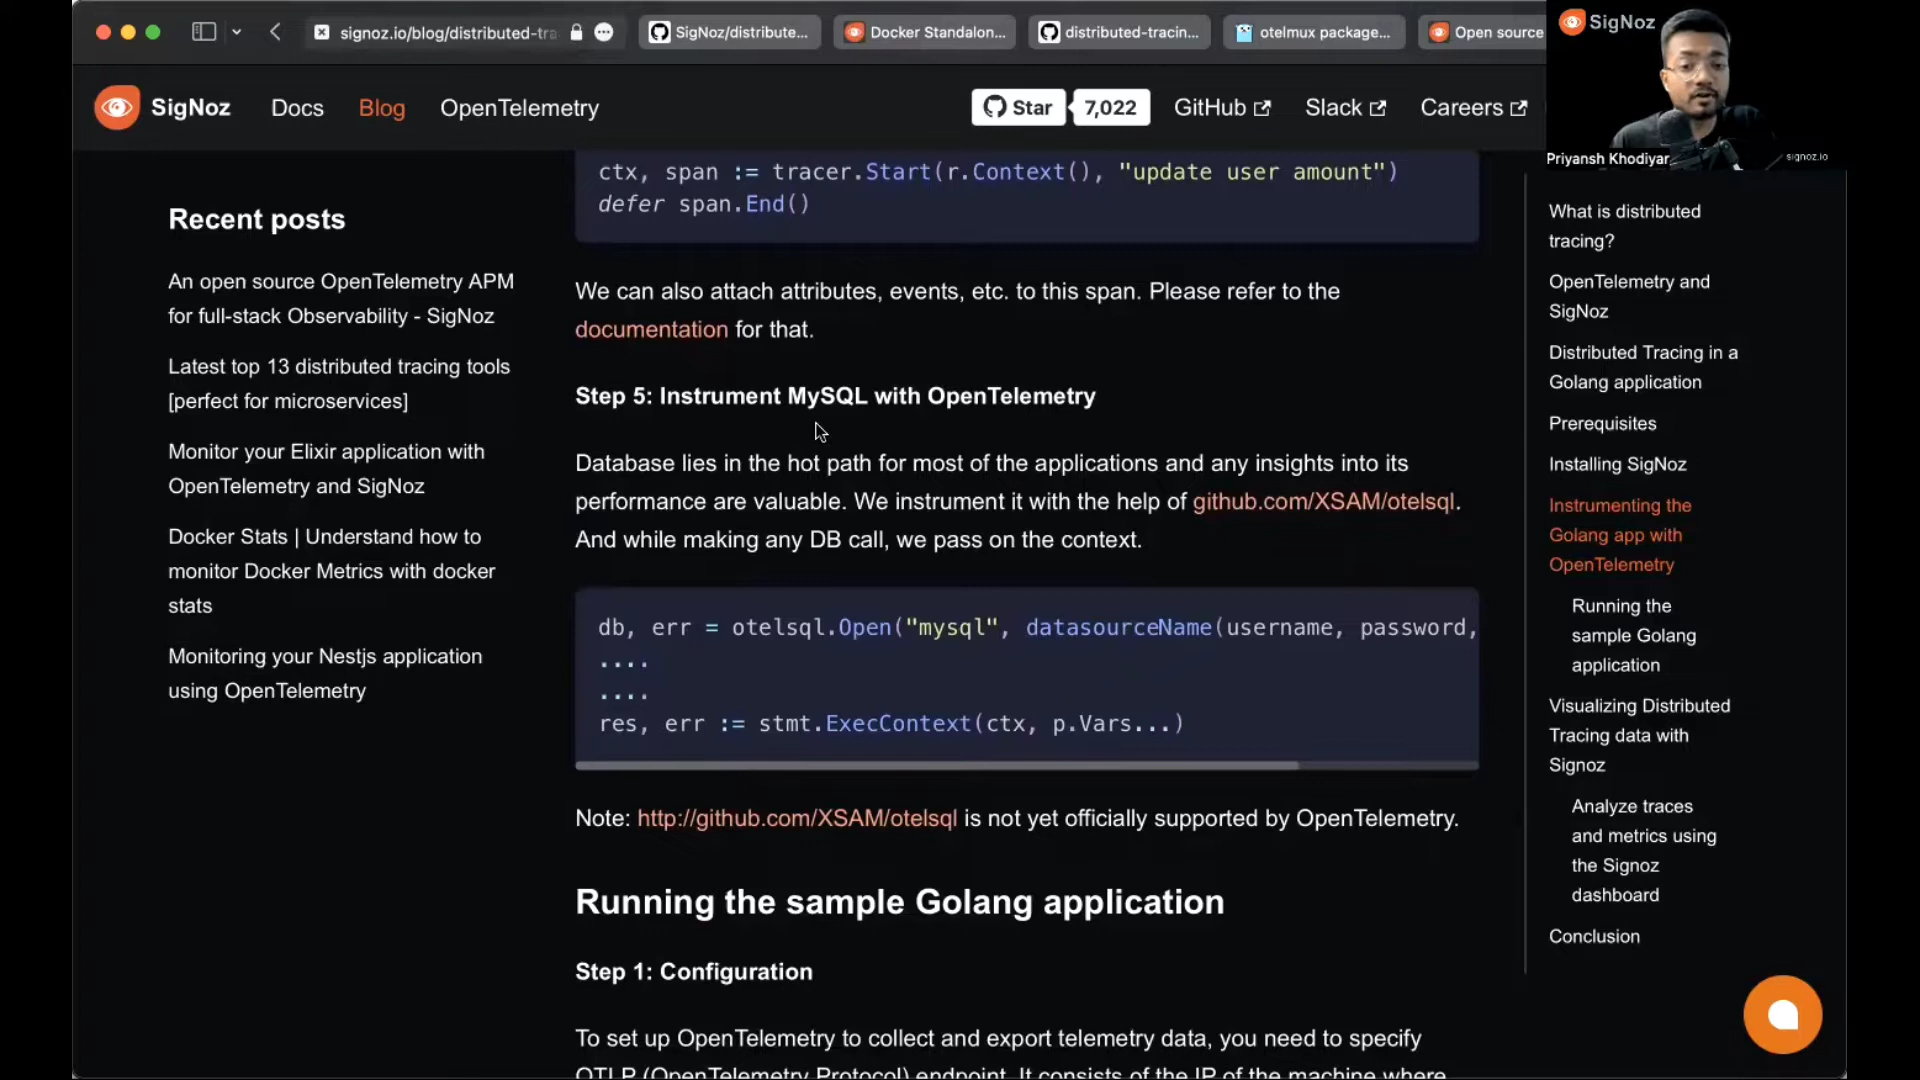 signoz.io/blog/distributed-tra
SigNoz/distribute...
Docker Standalon...
distributed-tracin...
otelmux package...
Open source
SigNoz
Priyansh Khodiyar
signoz.io
SigNoz
Docs
Blog
OpenTelemetry
Star
7,022
GitHub
Slack
Careers
Recent posts
An open source OpenTelemetry APM
for full-stack Observability - SigNoz
Latest top 13 distributed tracing tools
[perfect for microservices]
Monitor your Elixir application with
OpenTelemetry and SigNoz
Docker Stats | Understand how to
monitor Docker Metrics with docker
stats
Monitoring your Nestjs application
using OpenTelemetry
ctx, span := tracer.Start(r.Context(), "update user amount")
defer span.End()
We can also attach attributes, events, etc. to this span. Please refer to the
documentation for that.
Step 5: Instrument MySQL with OpenTelemetry
Database lies in the hot path for most of the applications and any insights into its
performance are valuable. We instrument it with the help of github.com/XSAM/otelsql.
And while making any DB call, we pass on the context.
db, err = otelsql.Open("mysql", datasourceName(username, password,
....
....
res, err := stmt.ExecContext(ctx, p.Vars...)
Note: http://github.com/XSAM/otelsql is not yet officially supported by OpenTelemetry.
Running the sample Golang application
Step 1: Configuration
To set up OpenTelemetry to collect and export telemetry data, you need to specify
OTLP (OpenTelemetry Protocol) endpoint. It consists of the IP of the machine where
What is distributed
tracing?
OpenTelemetry and
SigNoz
Distributed Tracing in a
Golang application
Prerequisites
Installing SigNoz
Instrumenting the
Golang app with
OpenTelemetry
Running the
sample Golang
application
Visualizing Distributed
Tracing data with
Signoz
Analyze traces
and metrics using
the Signoz
dashboard
Conclusion